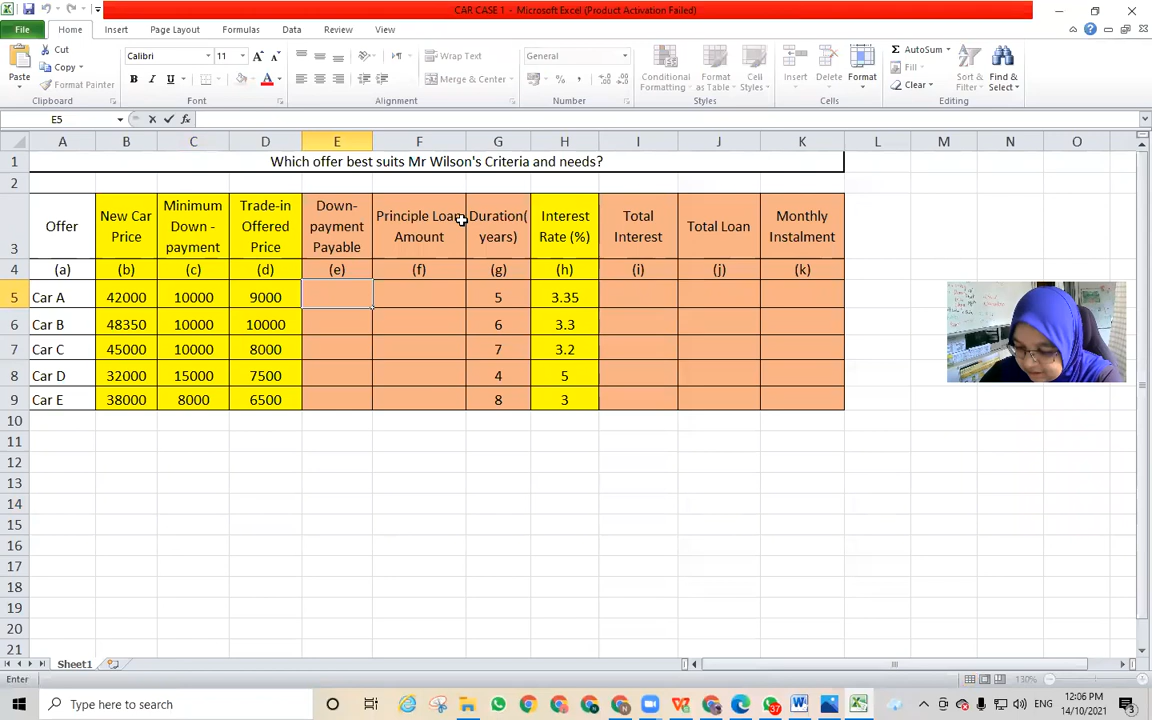 CAR CASE 1 - Microsoft Excel (Product Activation Failed)
File Home Insert Page Layout Formulas Data Review View
Paste Cut Copy Format Painter
Calibri 11 B I U A A A
Wrap Text Merge & Center
General % ,
Conditional Formatting Format as Table Cell Styles
Insert Delete Format
AutoSum Fill Clear
Sort & Filter Find & Select
Clipboard Font Alignment Number Styles Cells Editing
E5 fx
A B C D E F G H I J K L M N O
1 Which offer best suits Mr Wilson's Criteria and needs?
2
3 Offer New Car Price Minimum Down - payment Trade-in Offered Price Down-payment Payable Principle Loan Amount Duration( years) Interest Rate (%) Total Interest Total Loan Monthly Instalment
4 (a) (b) (c) (d) (e) (f) (g) (h) (i) (j) (k)
5 Car A 42000 10000 9000 5 3.35
6 Car B 48350 10000 10000 6 3.3
7 Car C 45000 10000 8000 7 3.2
8 Car D 32000 15000 7500 4 5
9 Car E 38000 8000 6500 8 3
10
11
12
13
14
15
16
17
18
19
20
21
Sheet1
Enter 130%
Type here to search
37
ENG
12:06 PM
14/10/2021
3